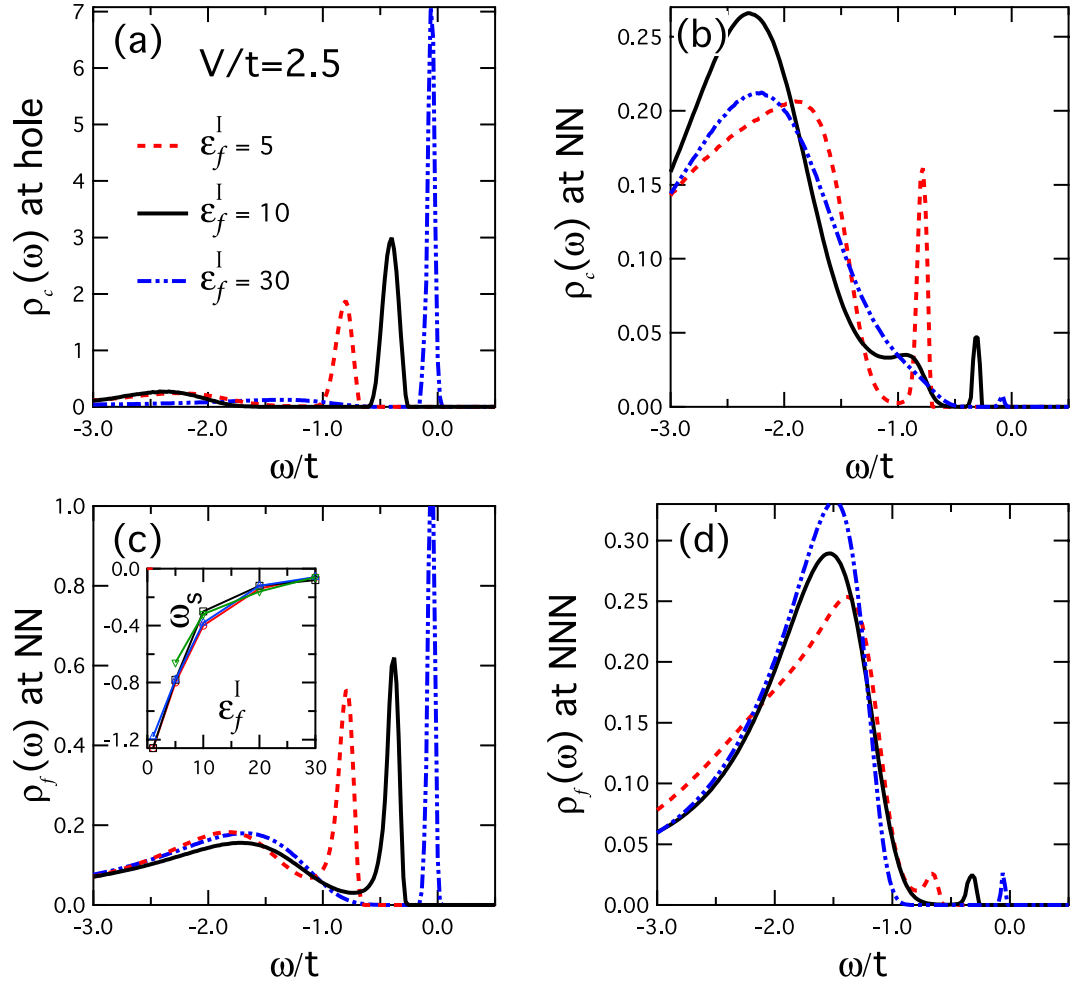 (a)
V/t=2.5
ε_f^I = 5
ε_f^I = 10
ε_f^I = 30
ρ_c(ω) at hole
7
6
5
4
3
2
1
0
-3.0 -2.0 -1.0 0.0
ω/t
(b)
ρ_c(ω) at NN
0.25
0.20
0.15
0.10
0.05
0.00
-3.0 -2.0 -1.0 0.0
ω/t
(c)
ρ_f(ω) at NN
1.0
0.8
0.6
0.4
0.2
0.0
-3.0 -2.0 -1.0 0.0
ω/t
0.0
-0.4
-0.8
-1.2
0 10 20 30
ω_s
ε_f^I
(d)
ρ_f(ω) at NNN
0.30
0.25
0.20
0.15
0.10
0.05
0.00
-3.0 -2.0 -1.0 0.0
ω/t